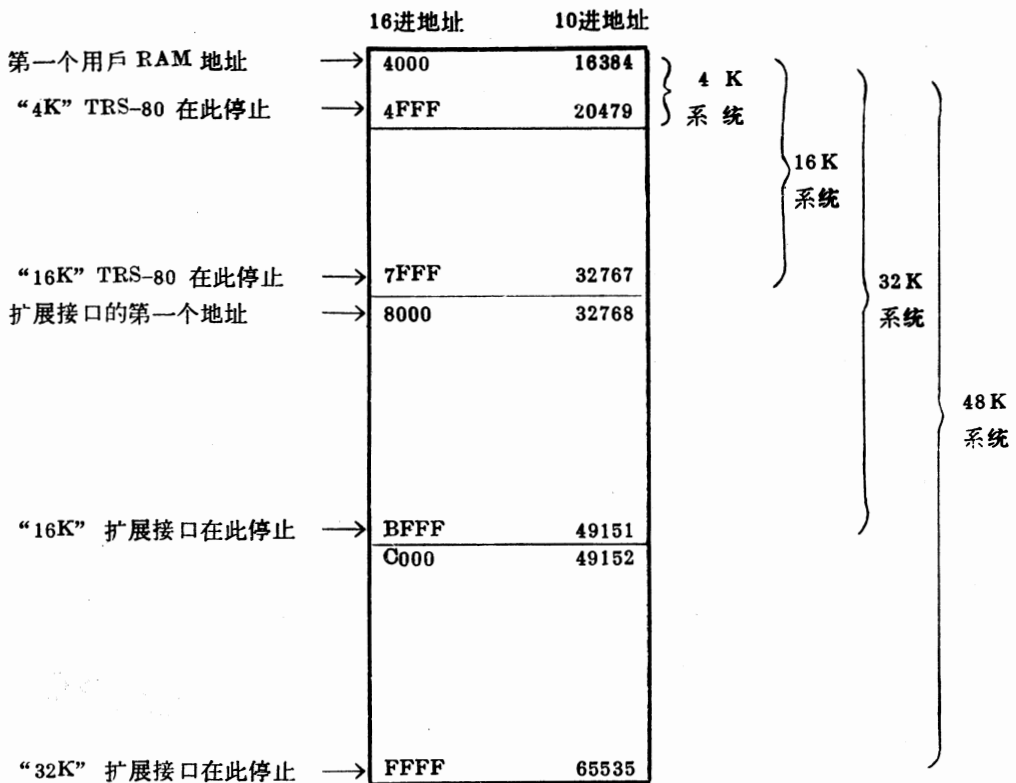 16进地址 10进地址
第一个用戶 RAM 地址 → 4000 16384
4 K
“4K” TRS-80 在此停止 → 4FFF 20479
系统
16K
系统
“16K” TRS-80 在此停止 → 7FFF 32767
32K
扩展接口的第一个地址 → 8000 32768
系统
48K
系统
“16K” 扩展接口在此停止 → BFFF 49151
C000 49152
“32K” 扩展接口在此停止 → FFFF 65535